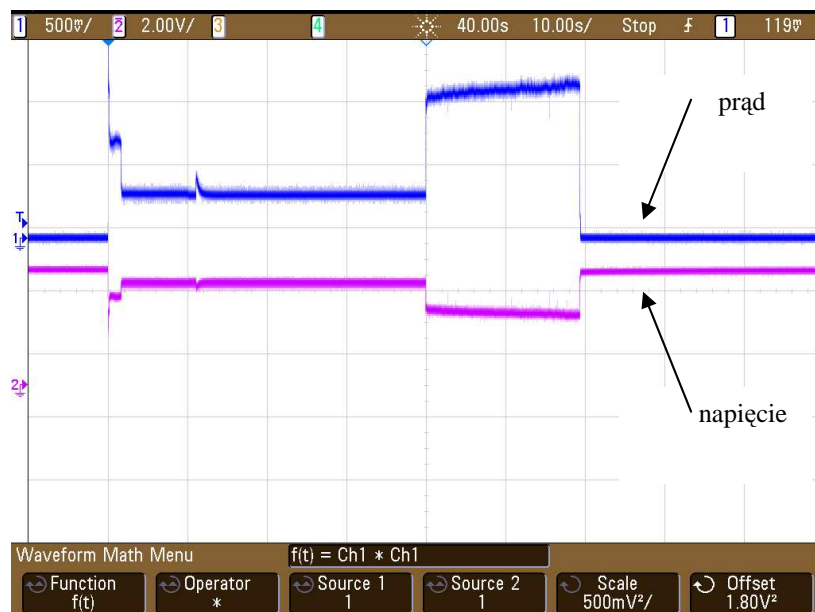 1 500mV/ 2 2.00V/ 3 4 40.00s 10.00s/ Stop 1 119mV
prąd
T
1
2
napięcie
Waveform Math Menu f(t) = Ch1 * Ch1
Function Operator Source 1 Source 2 Scale Offset
f(t) * 1 1 500mV²/ 1.80V²